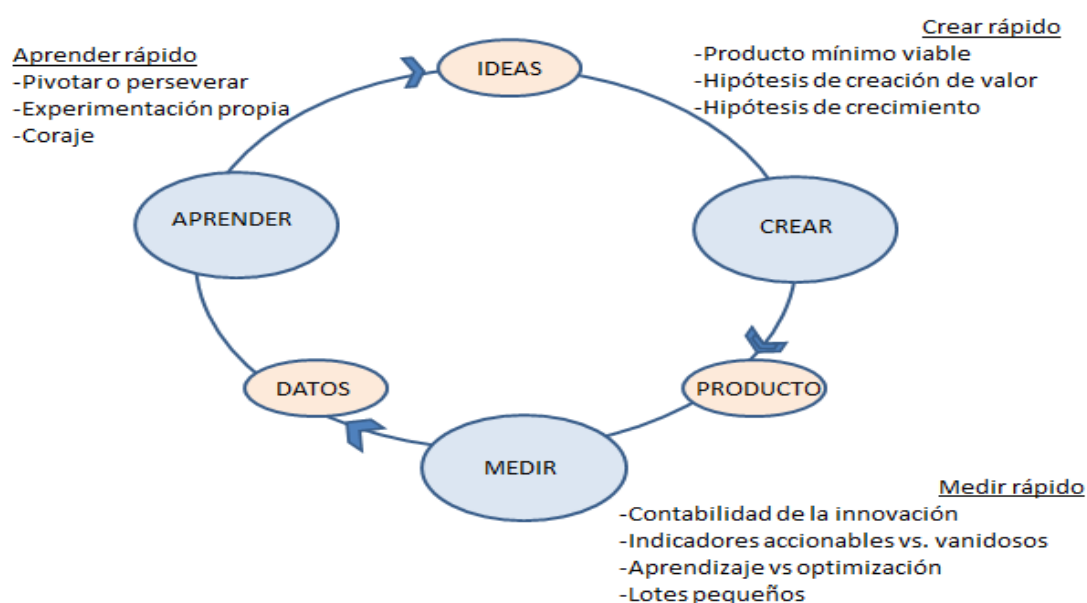 Aprender rápido
-Pivotar o perseverar
-Experimentación propia
-Coraje
IDEAS
Crear rápido
-Producto mínimo viable
-Hipótesis de creación de valor
-Hipótesis de crecimiento
APRENDER
CREAR
DATOS
PRODUCTO
MEDIR
Medir rápido
-Contabilidad de la innovación
-Indicadores accionables vs. vanidosos
-Aprendizaje vs optimización
-Lotes pequeños